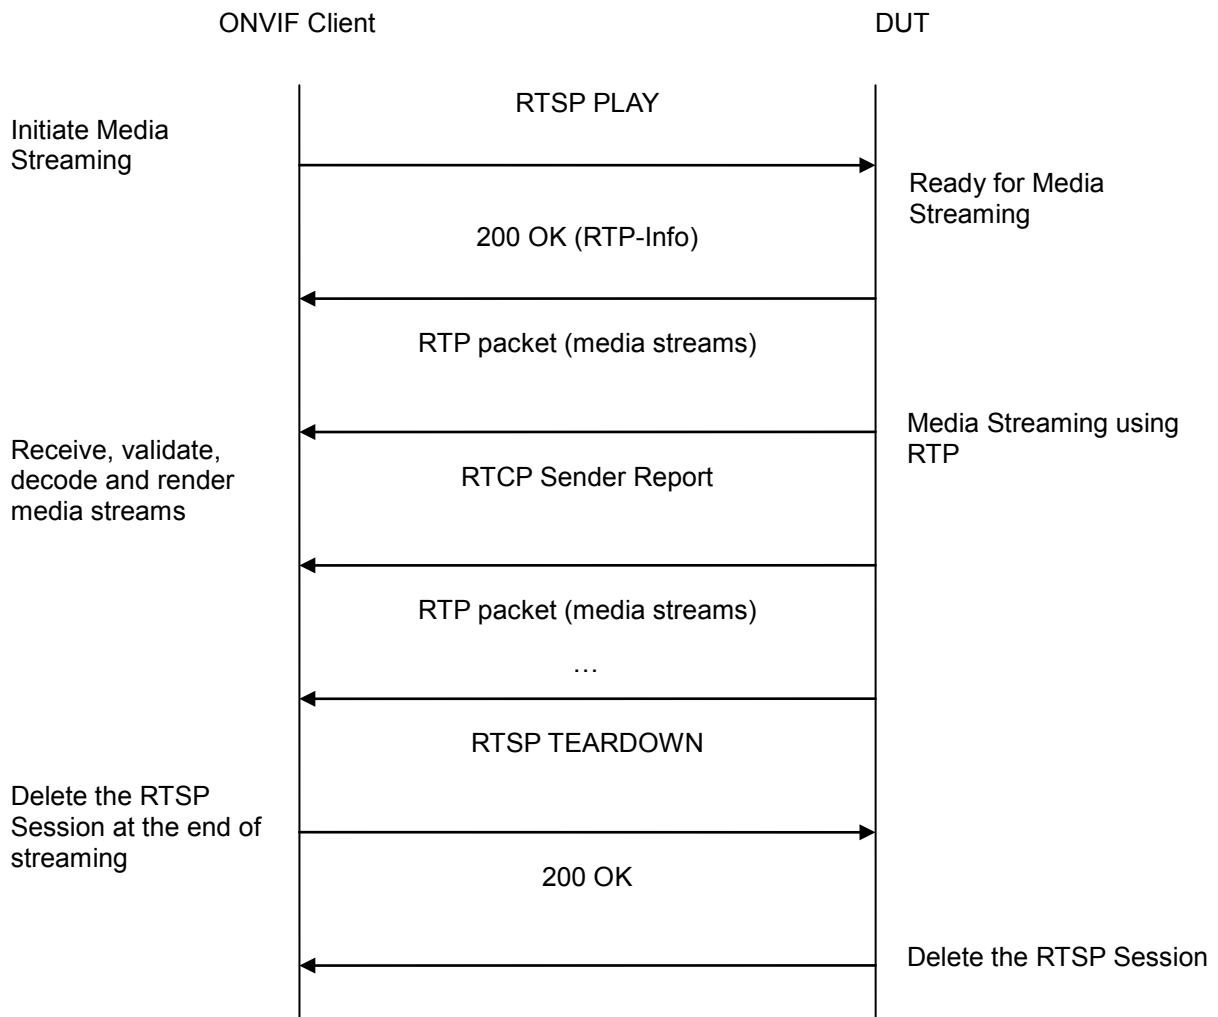 ONVIF Client
DUT
RTSP PLAY
Initiate Media
Streaming
Ready for Media
Streaming
200 OK (RTP-Info)
RTP packet (media streams)
Media Streaming using
RTP
Receive, validate,
decode and render
media streams
RTCP Sender Report
RTP packet (media streams)
…
RTSP TEARDOWN
Delete the RTSP
Session at the end of
streaming
200 OK
Delete the RTSP Session